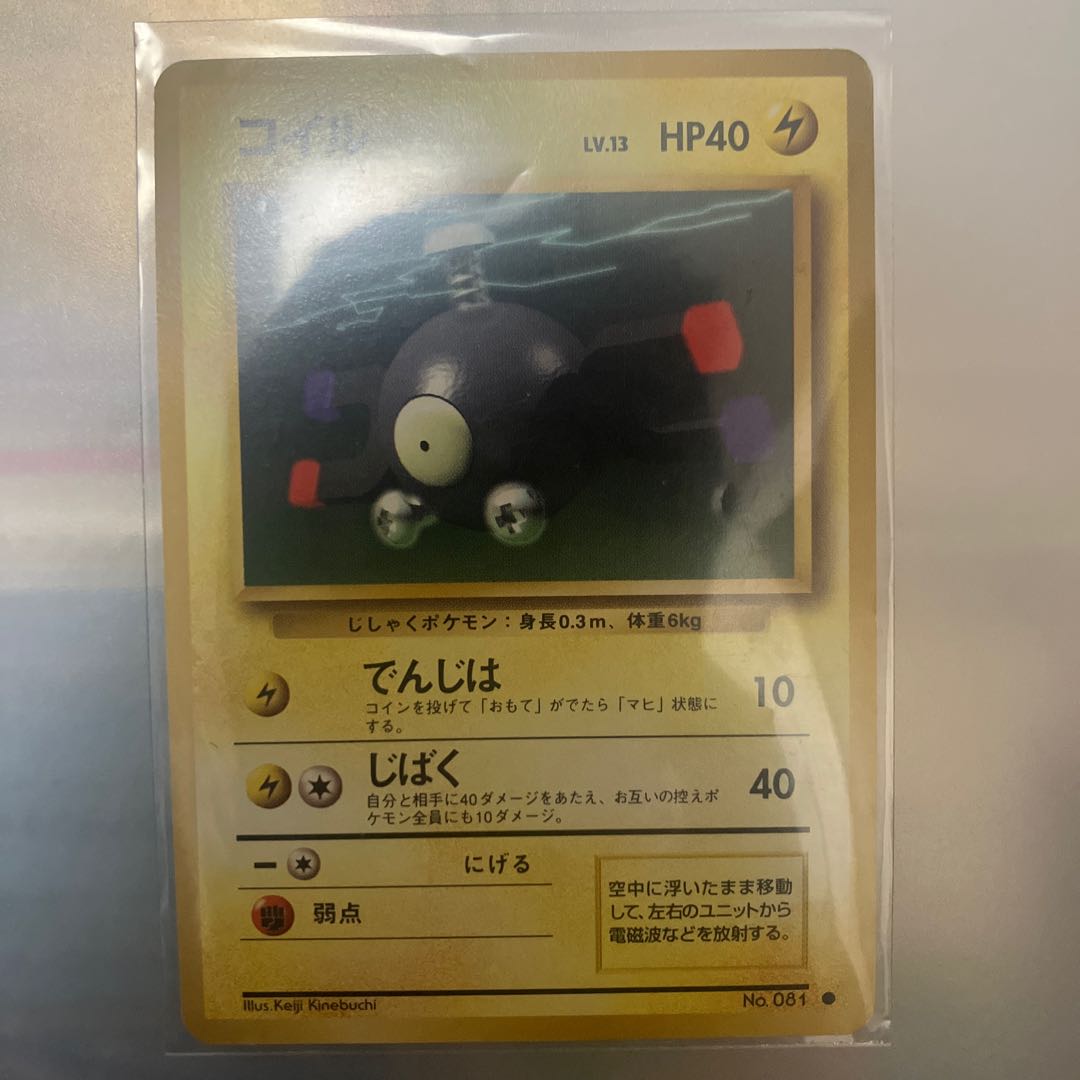 コイル LV.13 HP40
じしゃくポケモン：身長0.3m、体重6kg
でんじは 10
コインを投げて「おもて」がでたら「マヒ」状態に
する。
じばく 40
自分と相手に40ダメージをあたえ、お互いの控えポ
ケモン全員にも10ダメージ。
ー にげる
弱点
空中に浮いたまま移動
して、左右のユニットから
電磁波などを放射する。
Illus.Keiji Kinebuchi No. 081